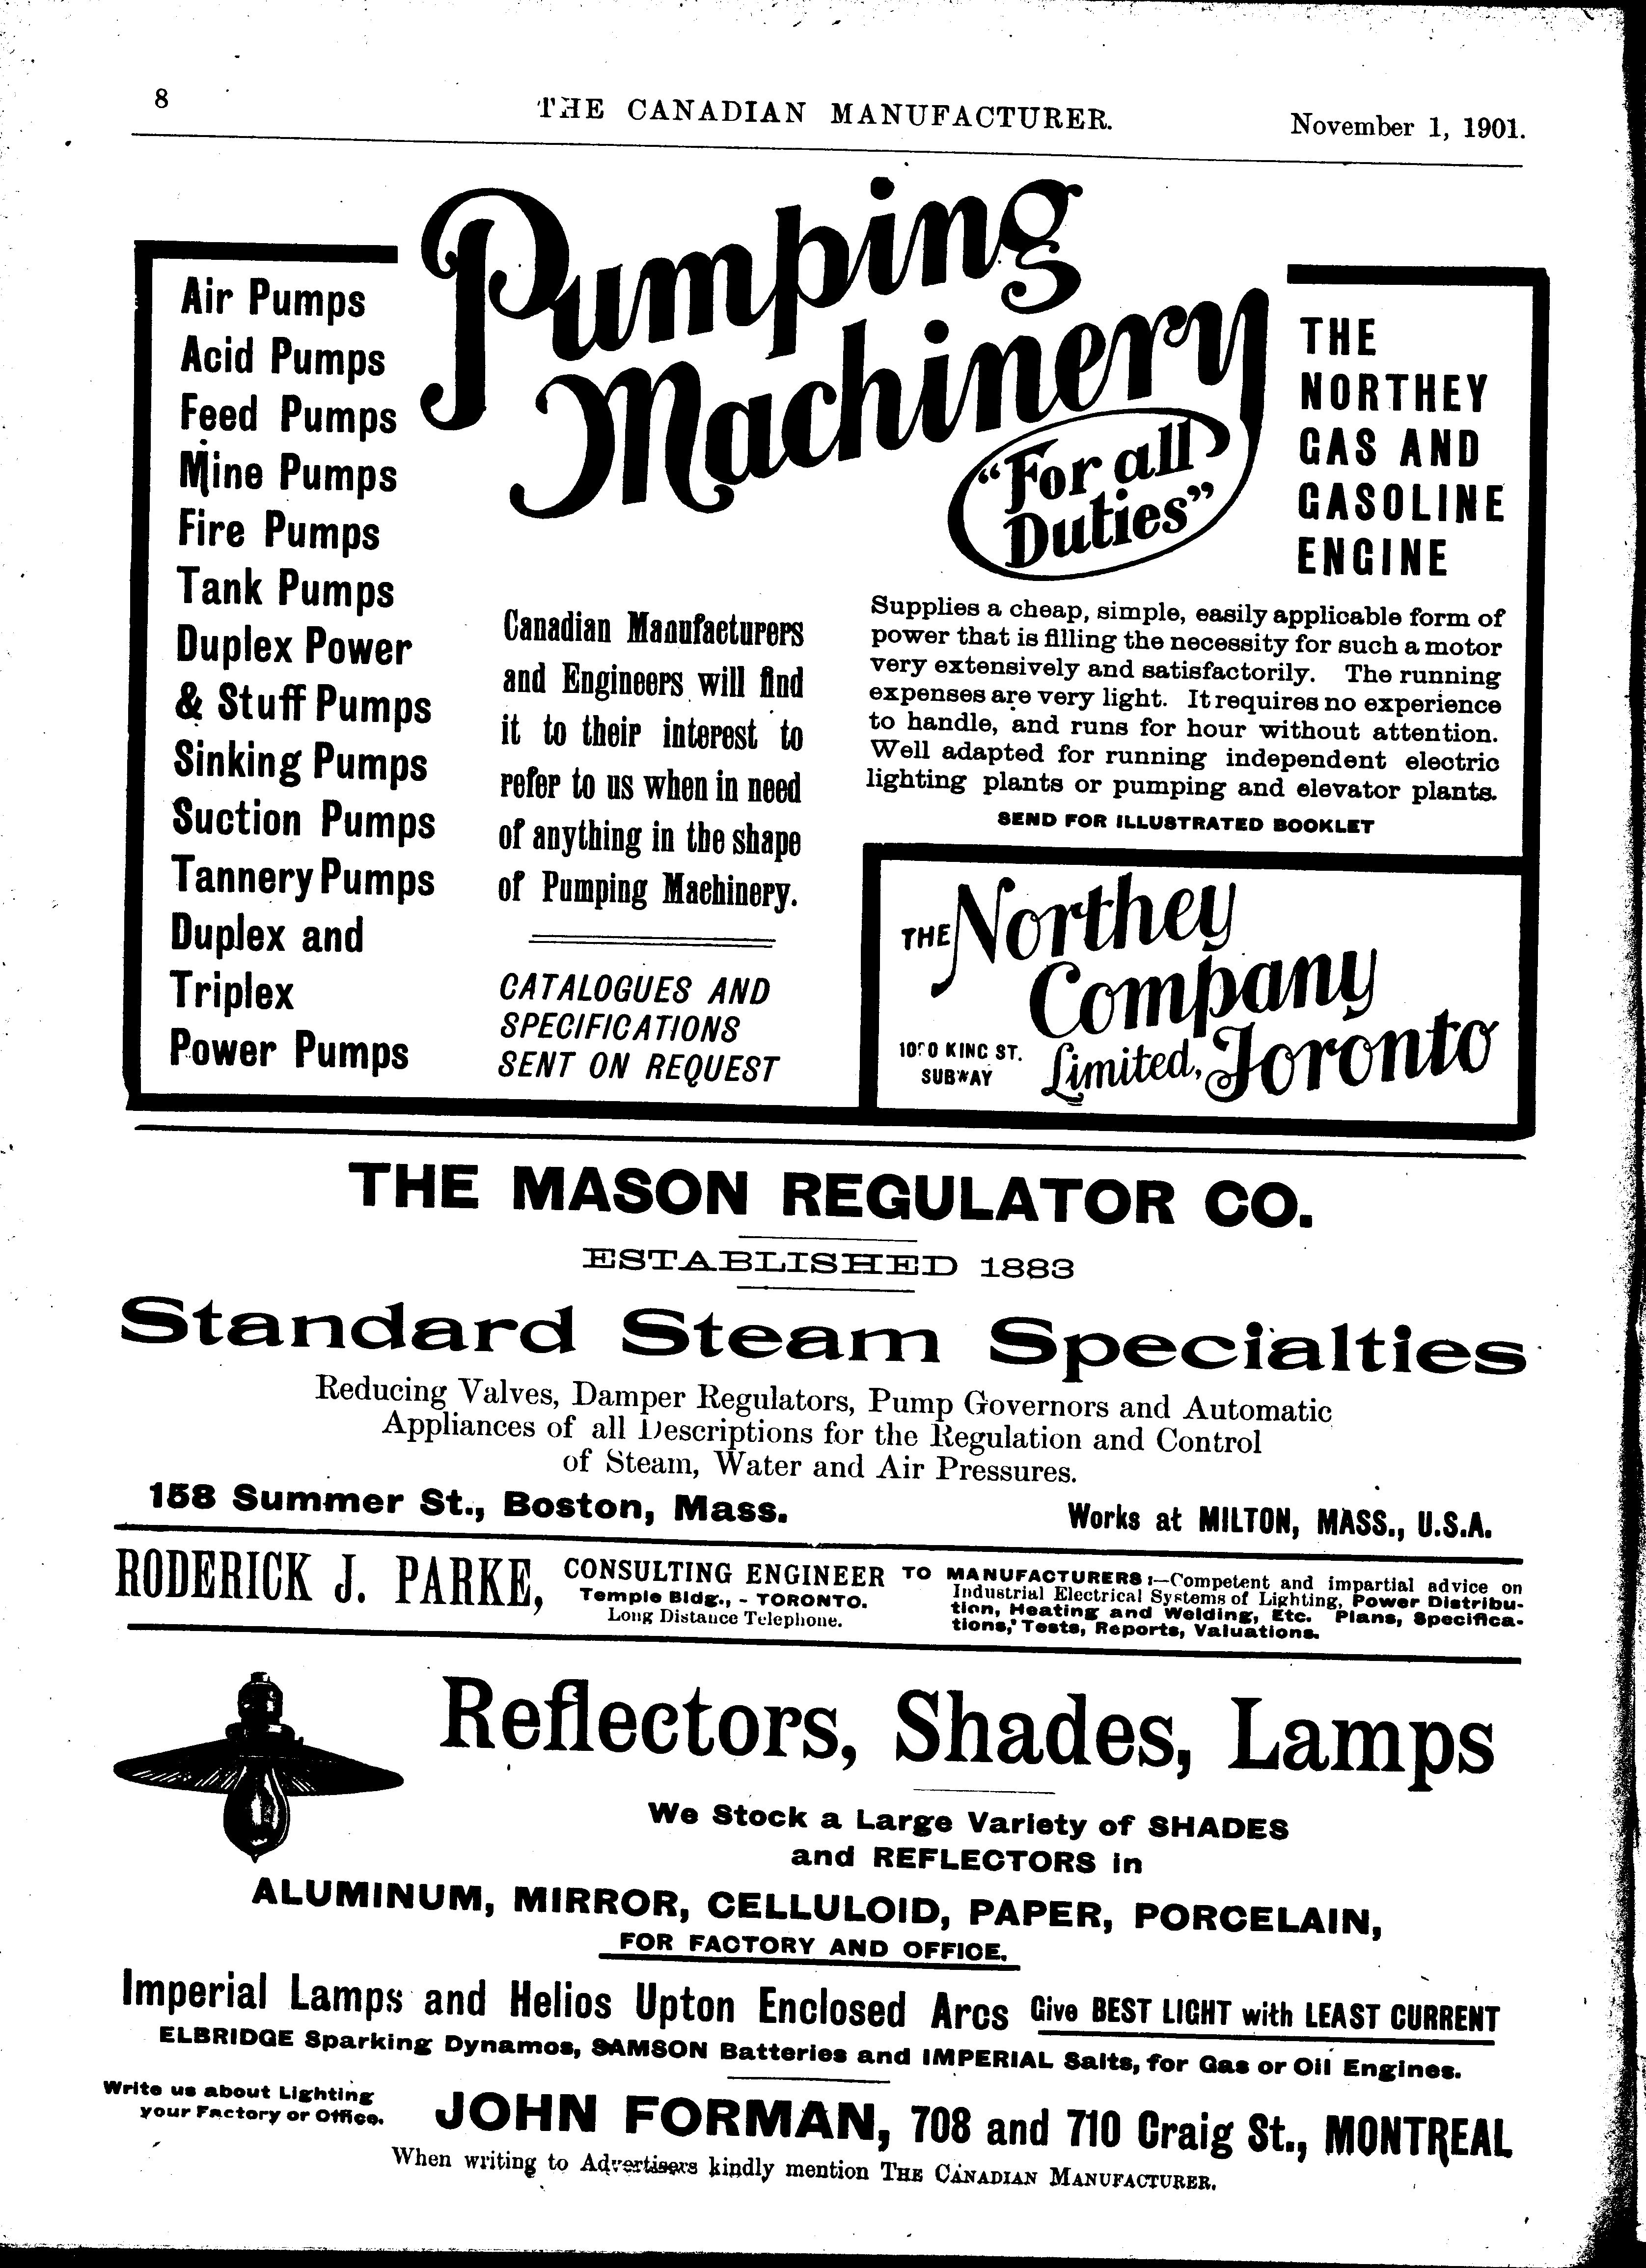 8
THE CANADIAN MANUFACTURER.
November 1, 1901.
Pumping
Machinery
"For all
Duties"
Air Pumps
Acid Pumps
Feed Pumps
Mine Pumps
Fire Pumps
Tank Pumps
Duplex Power
& Stuff Pumps
Sinking Pumps
Suction Pumps
Tannery Pumps
Duplex and
Triplex
Power Pumps
Canadian Manufacturers
and Engineers will find
it to their interest to
refer to us when in need
of anything in the shape
of Pumping Machinery.
CATALOGUES AND
SPECIFICATIONS
SENT ON REQUEST
THE
NORTHEY
GAS AND
GASOLINE
ENGINE
Supplies a cheap, simple, easily applicable form of
power that is filling the necessity for such a motor
very extensively and satisfactorily. The running
expenses are very light. It requires no experience
to handle, and runs for hour without attention.
Well adapted for running independent electric
lighting plants or pumping and elevator plants.
SEND FOR ILLUSTRATED BOOKLET
THE Northey
Company
Limited, Toronto
KING ST.
SUBWAY
THE MASON REGULATOR CO.
ESTABLISHED 1883
Standard Steam Specialties
Reducing Valves, Damper Regulators, Pump Governors and Automatic
Appliances of all Descriptions for the Regulation and Control
of Steam, Water and Air Pressures.
158 Summer St., Boston, Mass.
Works at MILTON, MASS., U.S.A.
RODERICK J. PARKE,
CONSULTING ENGINEER TO
Temple Bldg., - TORONTO.
Long Distance Telephone.
MANUFACTURERS:—Competent and impartial advice on
Industrial Electrical Systems of Lighting, Power Distribu-
tion, Heating and Welding, Etc. Plans, Specifica-
tions, Tests, Reports, Valuations.
Reflectors, Shades, Lamps
We Stock a Large Variety of SHADES
and REFLECTORS in
ALUMINUM, MIRROR, CELLULOID, PAPER, PORCELAIN,
FOR FACTORY AND OFFICE.
Imperial Lamps and Helios Upton Enclosed Arcs Give BEST LIGHT with LEAST CURRENT
ELBRIDGE Sparking Dynamos, SAMSON Batteries and IMPERIAL Salts, for Gas or Oil Engines.
Write us about Lighting
your Factory or Office.
JOHN FORMAN, 708 and 710 Craig St., MONTREAL
When writing to Advertisers kindly mention THE CANADIAN MANUFACTURER.